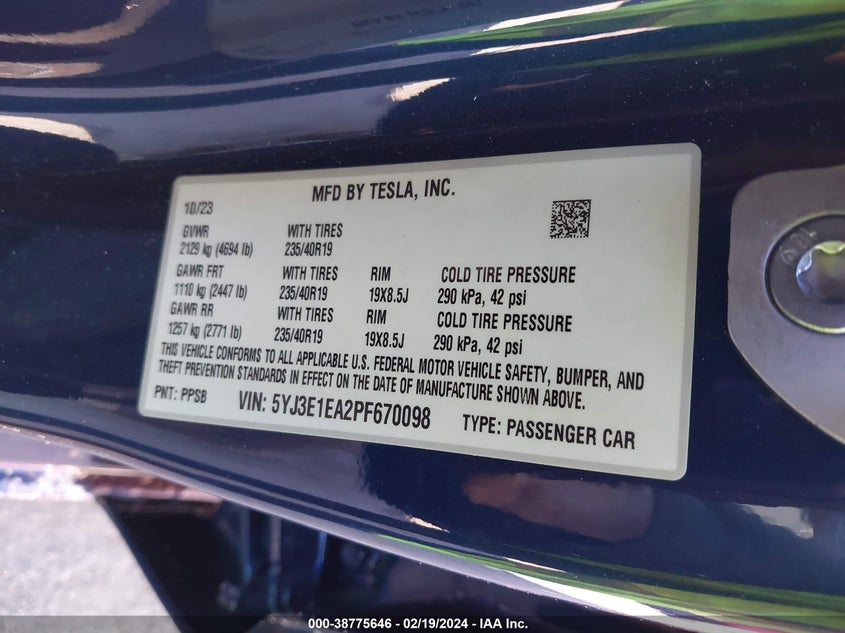 MFD BY TESLA, INC.
10/23
GVWR WITH TIRES
2129 kg (4694 lb) 235/40R19
GAWR FRT WITH TIRES RIM COLD TIRE PRESSURE
1110 kg (2447 lb) 235/40R19 19X8.5J 290 kPa, 42 psi
GAWR RR WITH TIRES RIM COLD TIRE PRESSURE
1257 kg (2771 lb) 235/40R19 19X8.5J 290 kPa, 42 psi
THIS VEHICLE CONFORMS TO ALL APPLICABLE U.S. FEDERAL MOTOR VEHICLE SAFETY, BUMPER, AND
THEFT PREVENTION STANDARDS IN EFFECT ON THE DATE OF MANUFACTURE SHOWN ABOVE.
PNT: PPSB VIN: 5YJ3E1EA2PF670098 TYPE: PASSENGER CAR
000-38775646 - 02/19/2024 - IAA Inc.